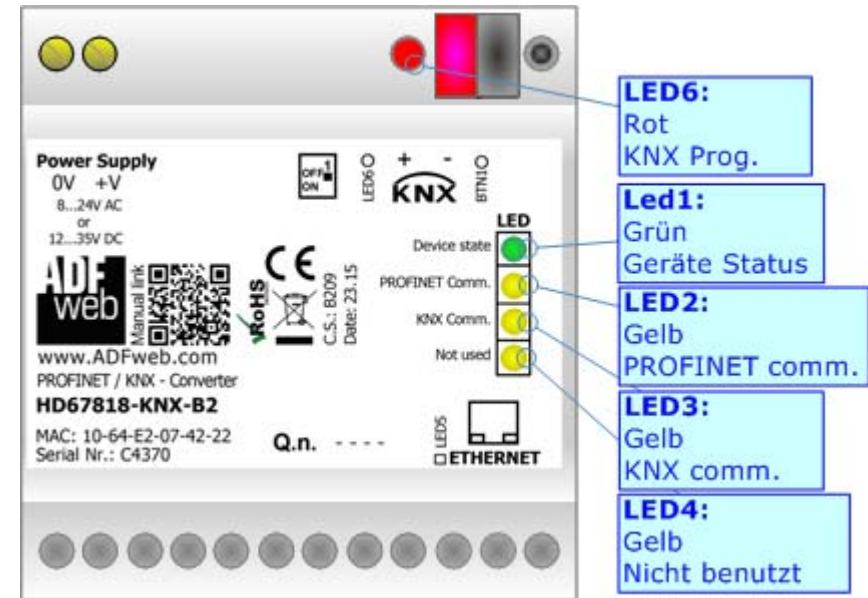 Power Supply
0V +V
8...24V AC
or
12...35V DC
OFF 1
ON
LED6
+ -
KNX
BTN1
LED
Device state
PROFINET Comm.
KNX Comm.
Not used
ADF
web
Manual link
RoHS
CE
C.S.: B209
Date: 23.15
www.ADFweb.com
PROFINET / KNX - Converter
HD67818-KNX-B2
MAC: 10-64-E2-07-42-22
Serial Nr.: C4370
Q.n. - - - -
LED5
ETHERNET
LED6:
Rot
KNX Prog.
Led1:
Grün
Geräte Status
LED2:
Gelb
PROFINET comm.
LED3:
Gelb
KNX comm.
LED4:
Gelb
Nicht benutzt